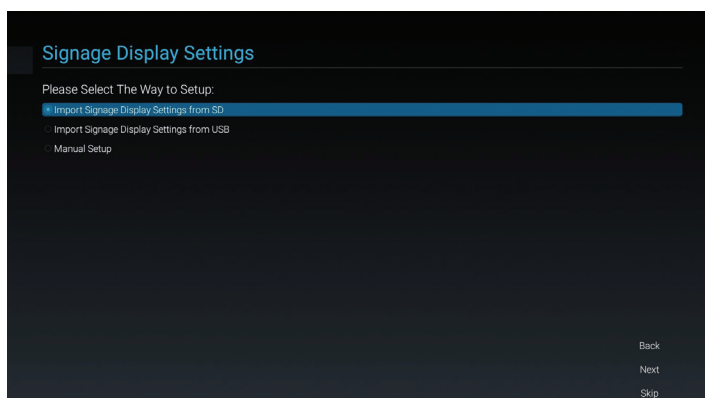 Signage Display Settings
Please Select The Way to Setup:
Import Signage Display Settings from SD
Import Signage Display Settings from USB
Manual Setup
Back
Next
Skip